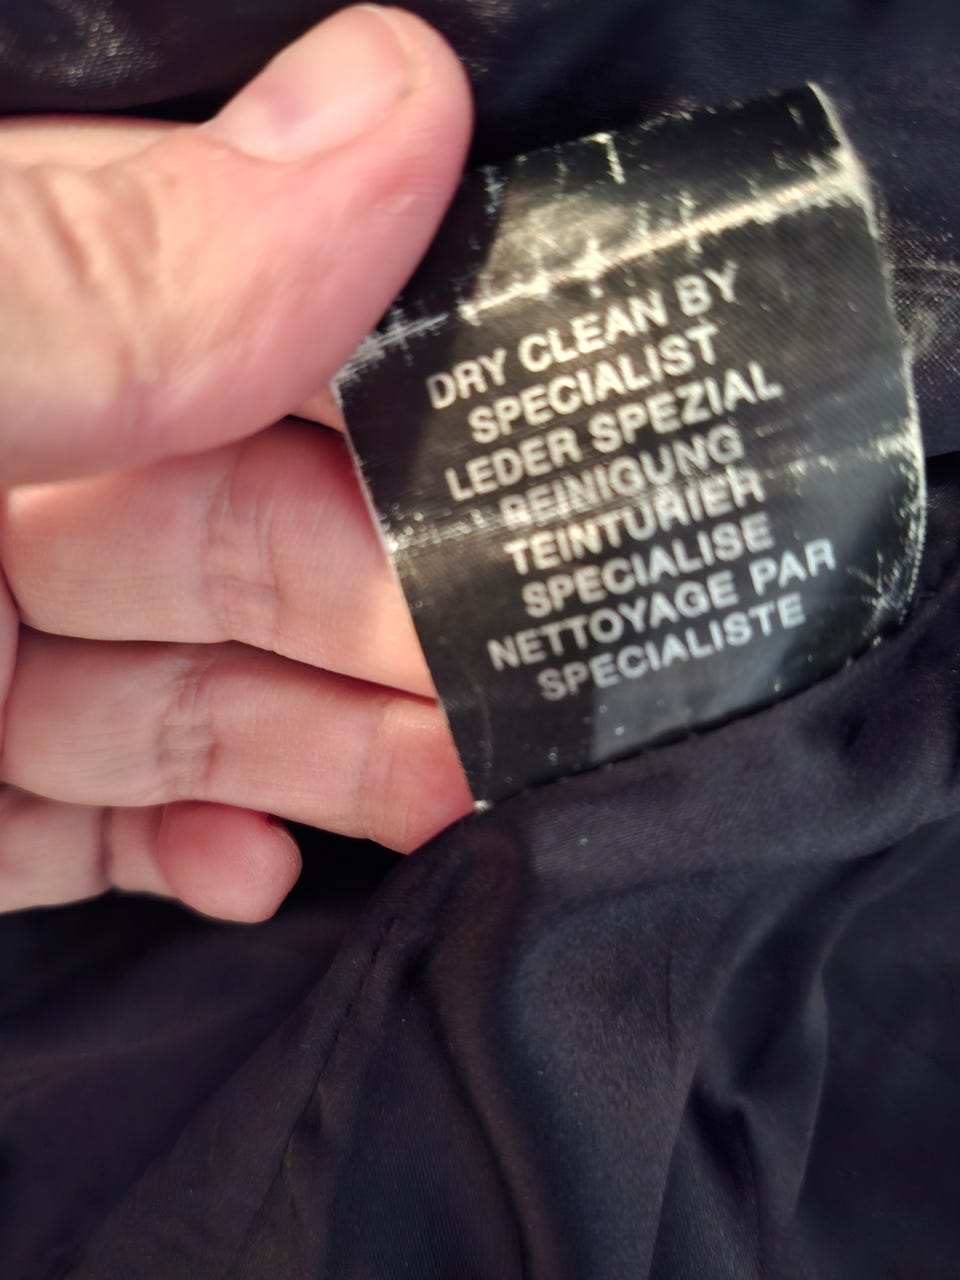 DRY CLEAN BY
SPECIALIST
LEDER SPEZIAL
REINIGUNG
TEINTURIER
SPECIALISE
NETTOYAGE PAR
SPECIALISTE